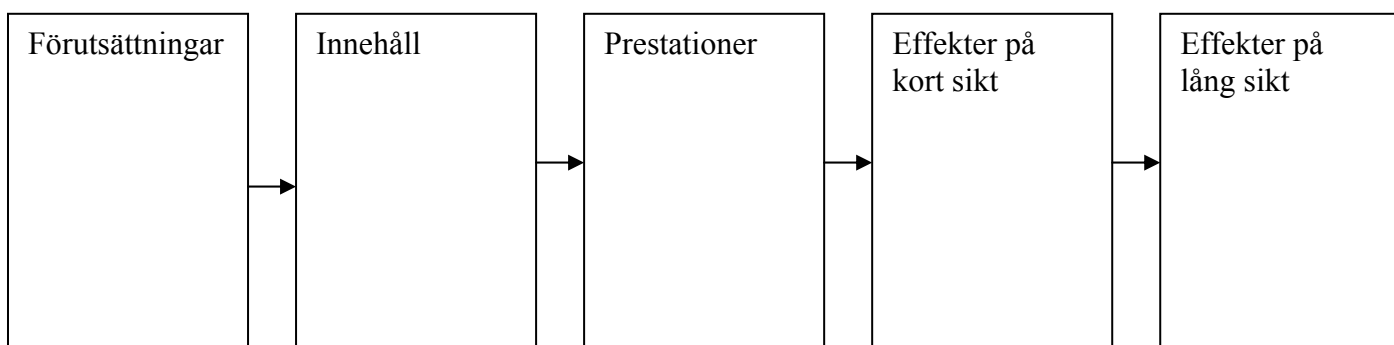 Förutsättningar
Innehåll
Prestationer
Effekter på
kort sikt
Effekter på
lång sikt